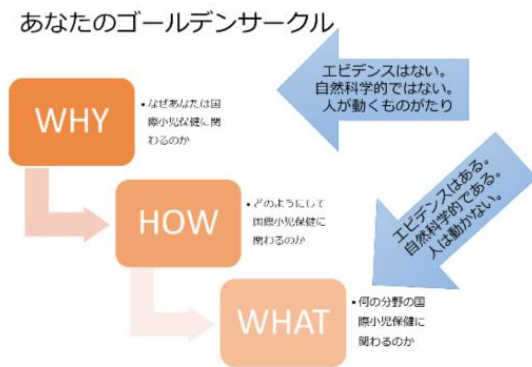 あなたのゴールデンサークル
エビデンスはない。
自然科学的ではない。
人が動くものがたり
WHY
• なぜあなたは国
際小児保健に関
わるのか
エビデンスはある。
自然科学的である。
人は動かない。
HOW
• どのようにして
国際小児保健に
関わるのか
WHAT
• 何の分野の国
際小児保健に
関わるのか